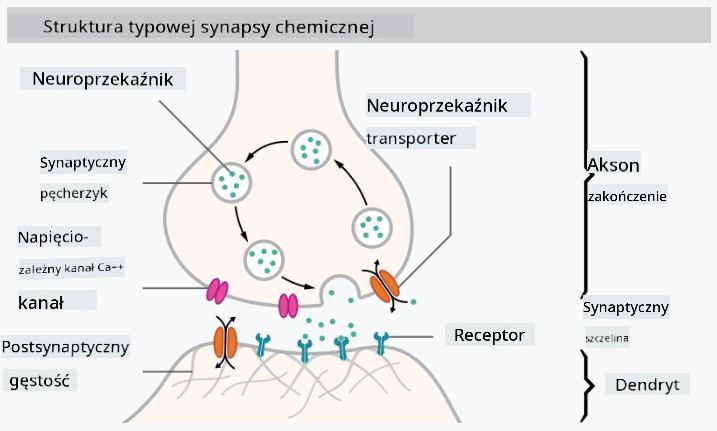 Struktura typowej synapsy chemicznej
Neuroprzekaźnik
Neuroprzekaźnik
transporter
Synaptyczny
pęcherzyk
Akson
zakończenie
Napięcio-
zależny kanał Ca++
kanał
Synaptyczny
szczelina
Receptor
Postsynaptyczny
gęstość
Dendryt